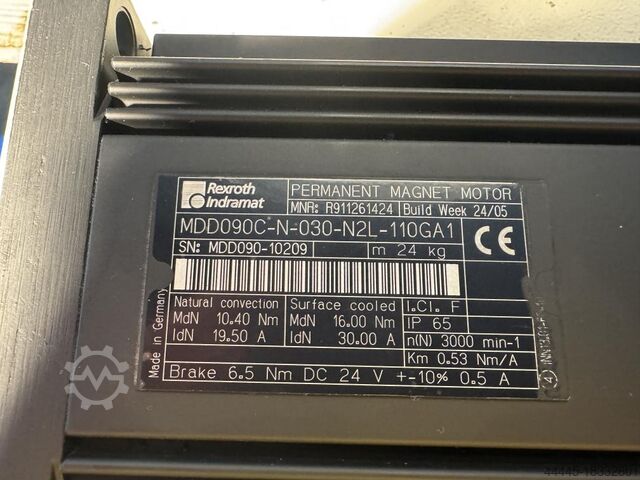 Rexroth
Indramat
PERMANENT MAGNET MOTOR
MNR: R911261424 Build Week 24/05
MDD090C-N-030-N2L-110GA1
SN: MDD090-10209 m 24 kg
CE
Natural convection Surface cooled I.Cl. F
MdN 10.40 Nm MdN 16.00 Nm IP 65
IdN 19.50 A IdN 30.00 A n(N) 3000 min-1
Km 0.53 Nm/A
Brake 6.5 Nm DC 24 V +-10% 0.5 A
Made in Germany